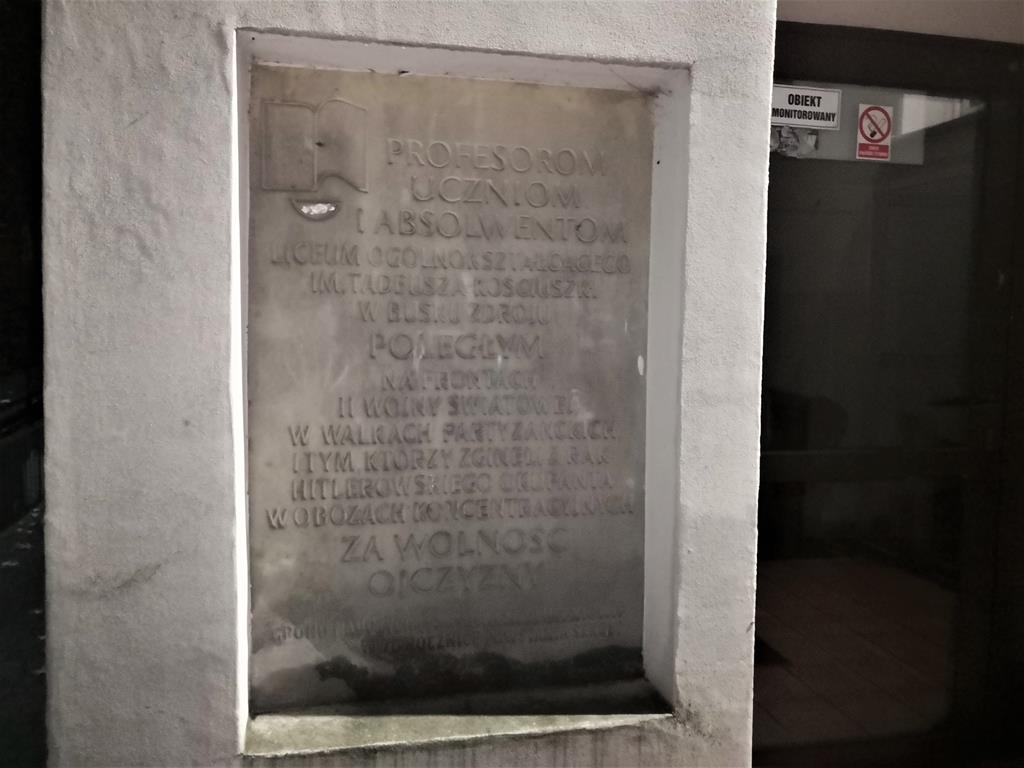 PROFESOROM
UCZNIOM
I ABSOLWENTOM
LICEUM OGÓLNOKSZTAŁCĄCEGO
IM. TADEUSZA KOŚCIUSZKI
W BUSKU ZDROJU
POLEGŁYM
NA FRONTACH
II WOJNY ŚWIATOWEJ
W WALKACH PARTYZANCKICH
I TYM, KTÓRZY ZGINĘLI Z RĄK
HITLEROWSKIEGO OKUPANTA
W OBOZACH KONCENTRACYJNYCH
ZA WOLNOŚĆ
OJCZYZNY
GRONO
OBIEKT
MONITOROWANY